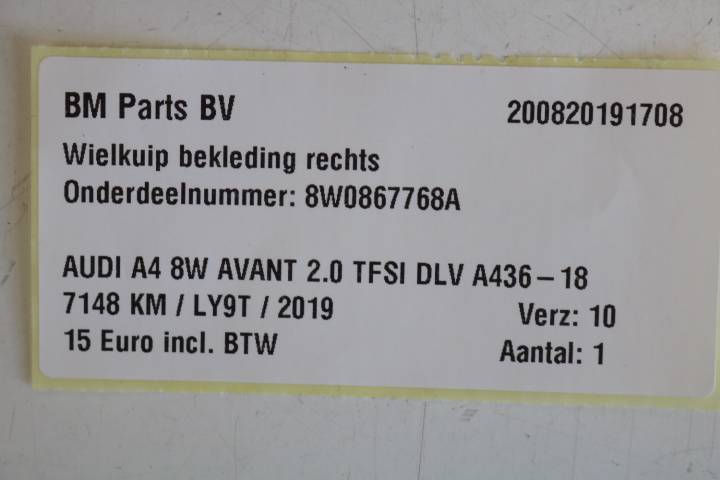 BM Parts BV 200820191708
Wielkuip bekleding rechts
Onderdeelnummer: 8W0867768A
AUDI A4 8W AVANT 2.0 TFSI DLV A436-18
7148 KM / LY9T / 2019 Verz: 10
15 Euro incl. BTW Aantal: 1